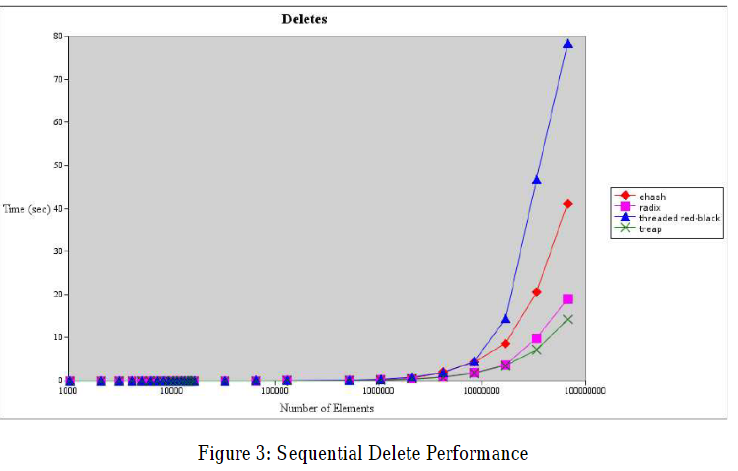 Deletes
80
70
60
50
Time (sec) 40
30
20
10
0
1000 10000 100000 1000000 10000000 100000000
Number of Elements
chash
radix
threaded red-black
treap
Figure 3: Sequential Delete Performance